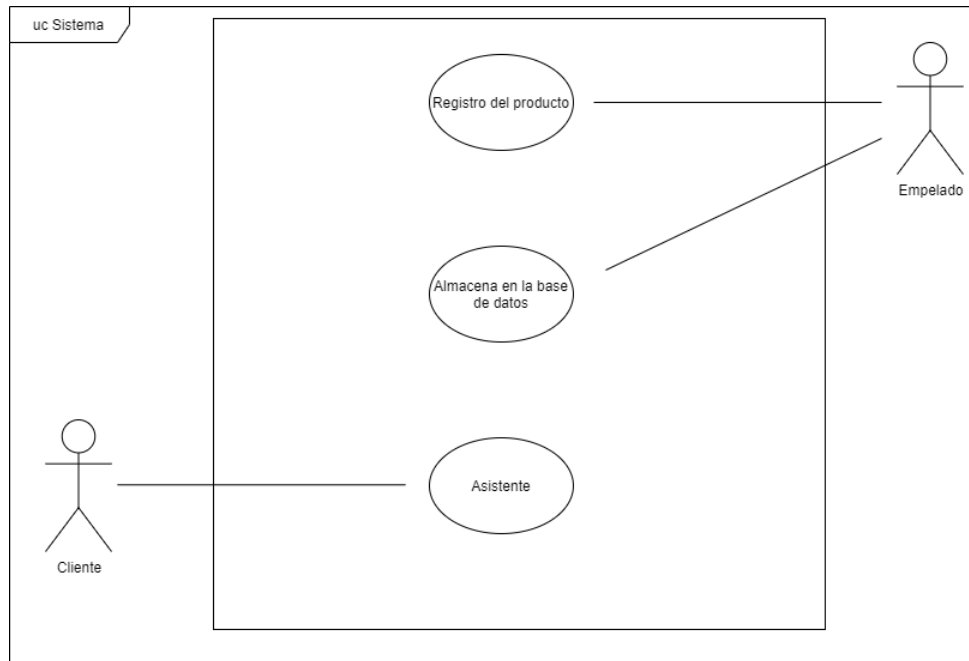 uc Sistema
Registro del producto
Empelado
Almacena en la base
de datos
Asistente
Cliente